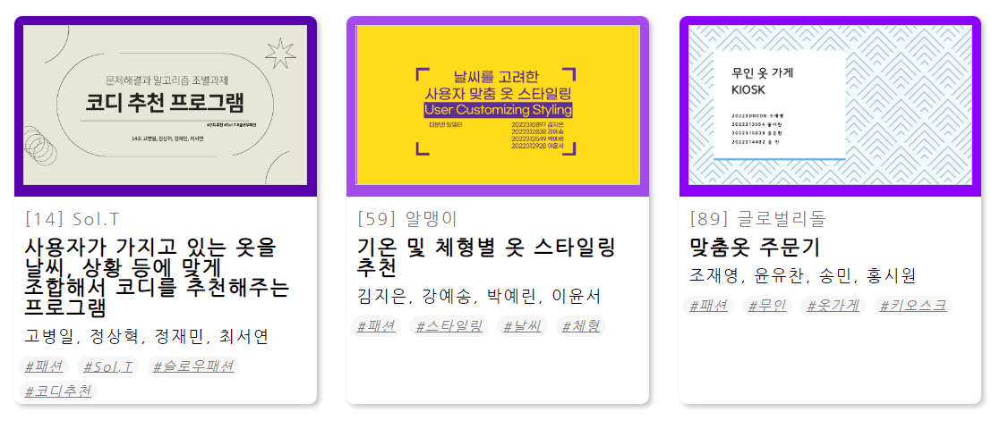 문제해결과 알고리즘 조별과제
코디 추천 프로그램
#코디추천 #Sol.T #슬로우패션
14조 고병일, 정상혁, 정재민, 최서연
[14] Sol.T
사용자가 가지고 있는 옷을
날씨, 상황 등에 맞게
조합해서 코디를 추천해주는
프로그램
고병일, 정상혁, 정재민, 최서연
#패션 #Sol.T #슬로우패션
#코디추천
날씨를 고려한
사용자 맞춤 옷 스타일링
User Customizing Styling
13분반 알맹이
2022310897 김지은
2022312838 강예송
2022312549 박예린
2022312928 이윤서
[59] 알맹이
기온 및 체형별 옷 스타일링
추천
김지은, 강예송, 박예린, 이윤서
#패션 #스타일링 #날씨 #체형
무인 옷 가게
KIOSK
2022309000 조재영
2022313554 홍시원
2022315029 윤유찬
2022314482 송 민
[89] 글로벌리돌
맞춤옷 주문기
조재영, 윤유찬, 송민, 홍시원
#패션 #무인 #옷가게 #키오스크